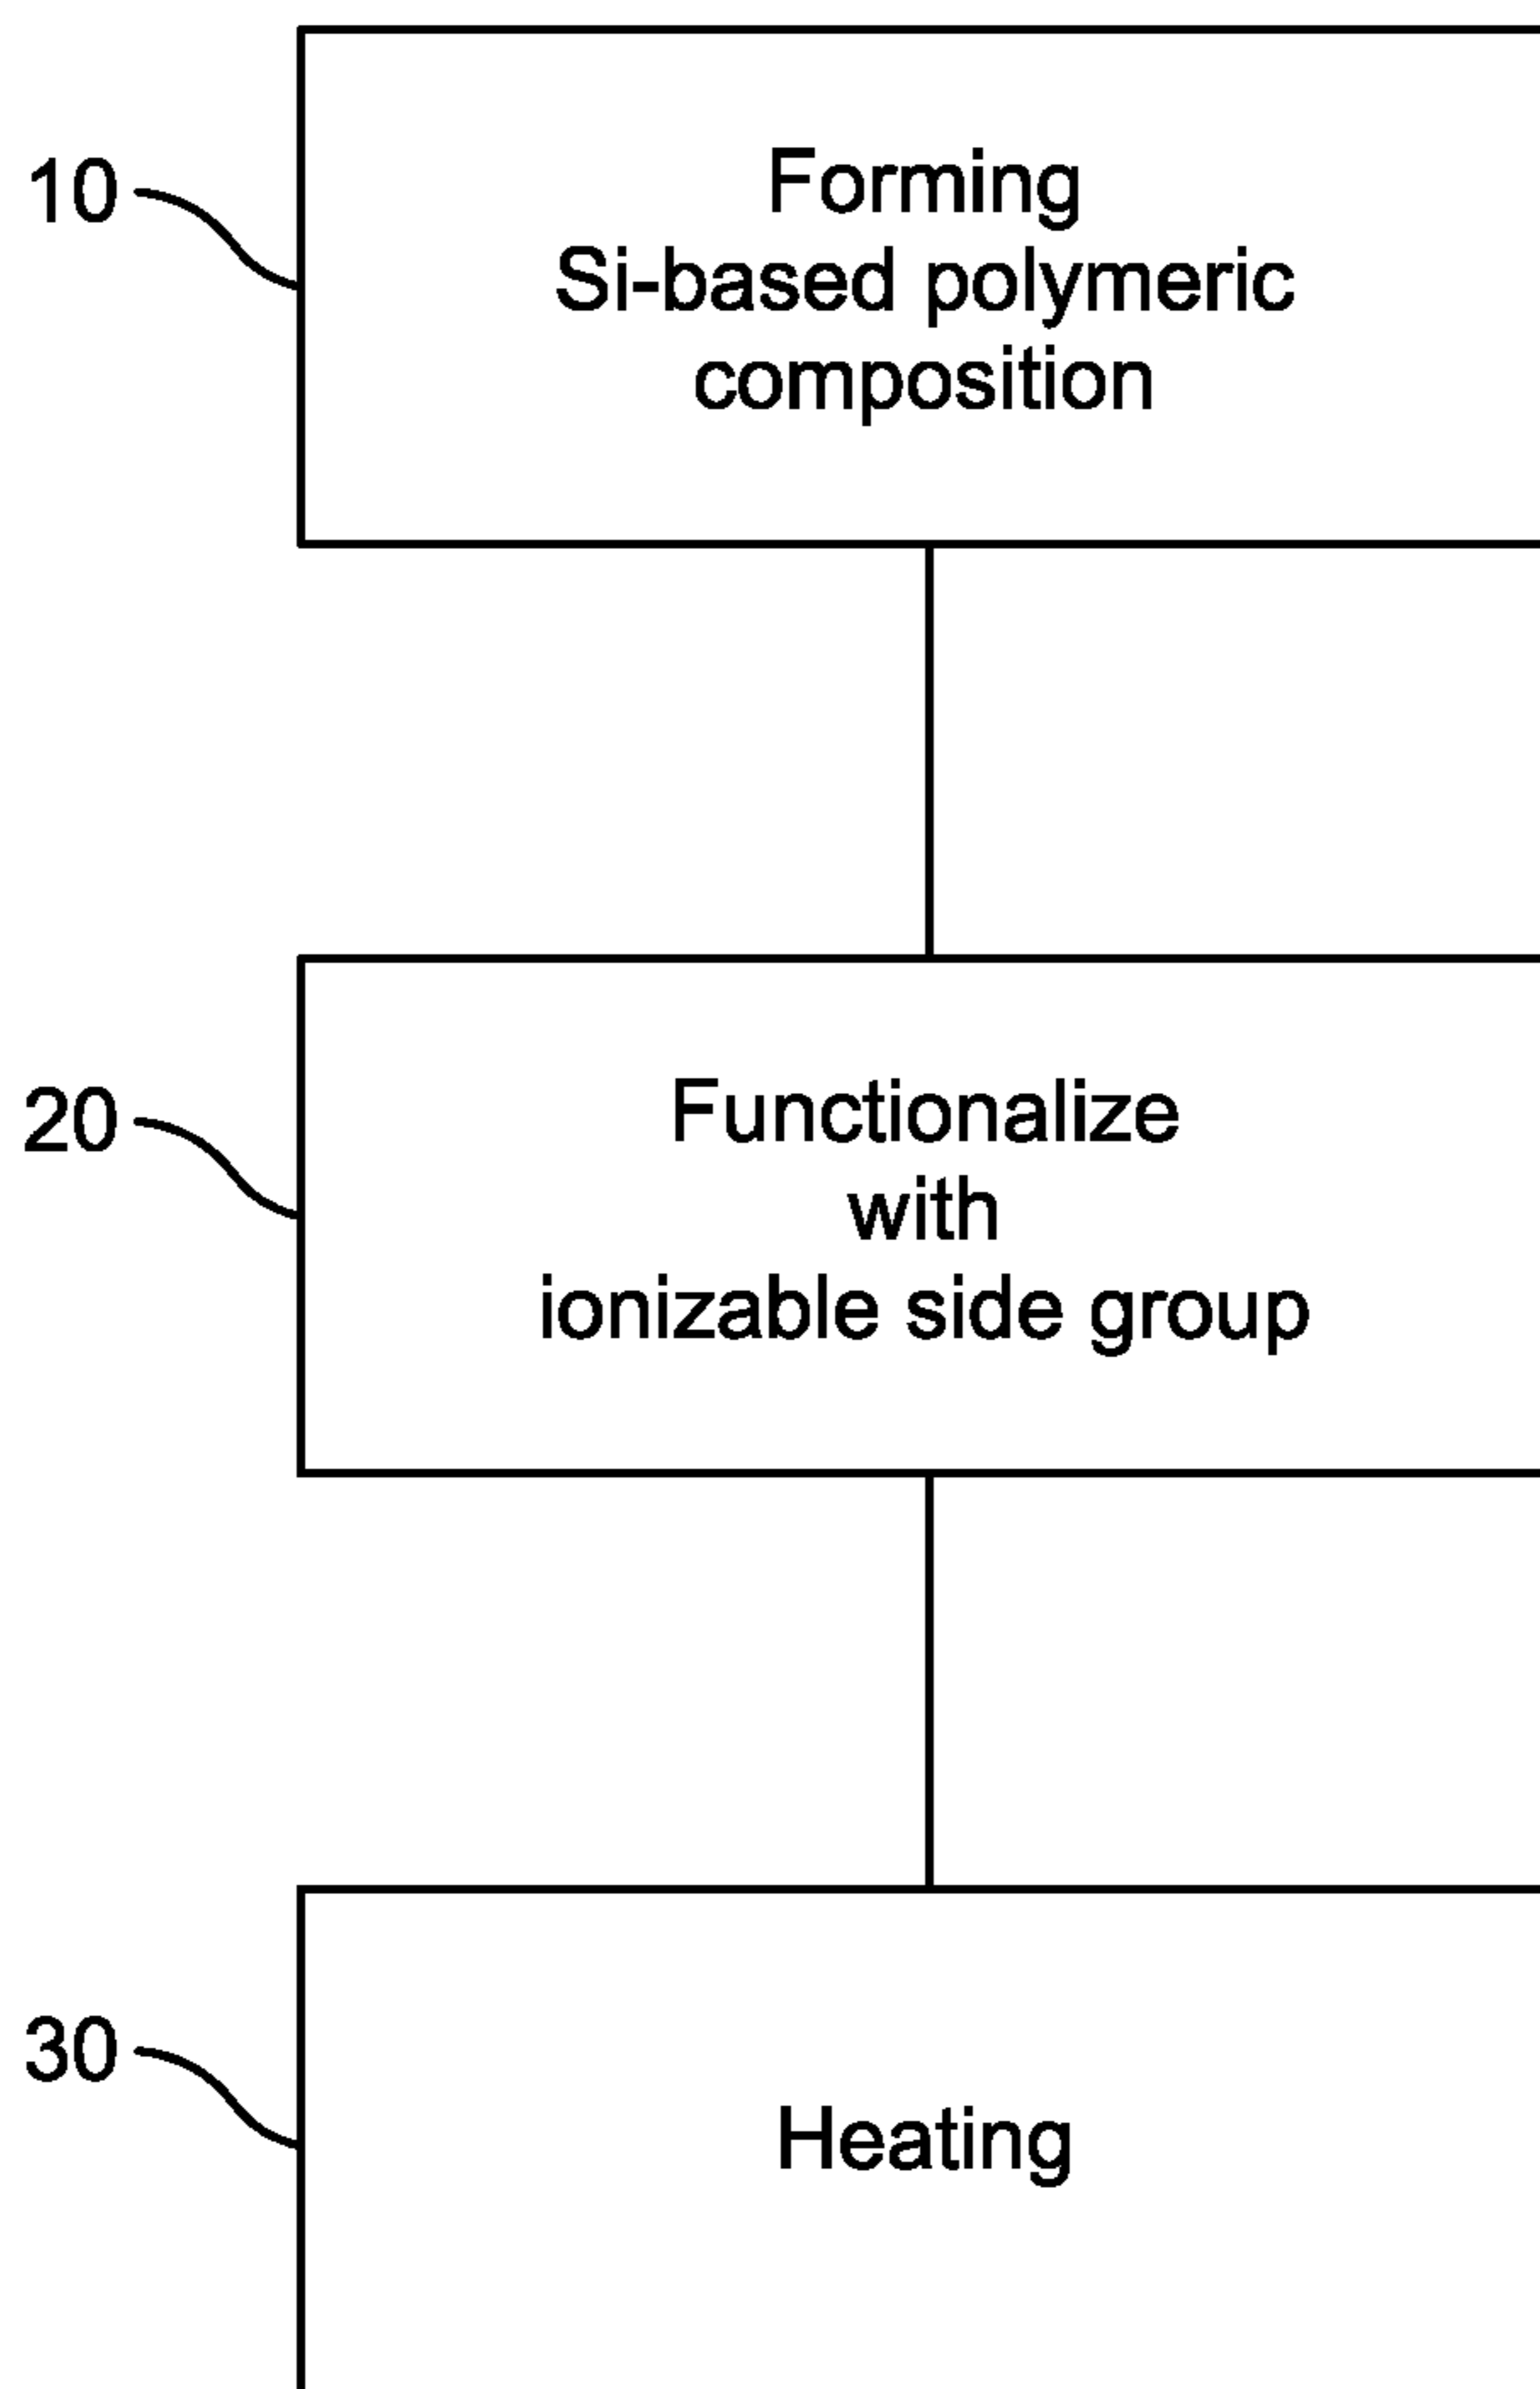 10
Forming
Si-based polymeric
composition
20
Functionalize
with
ionizable side group
30
Heating